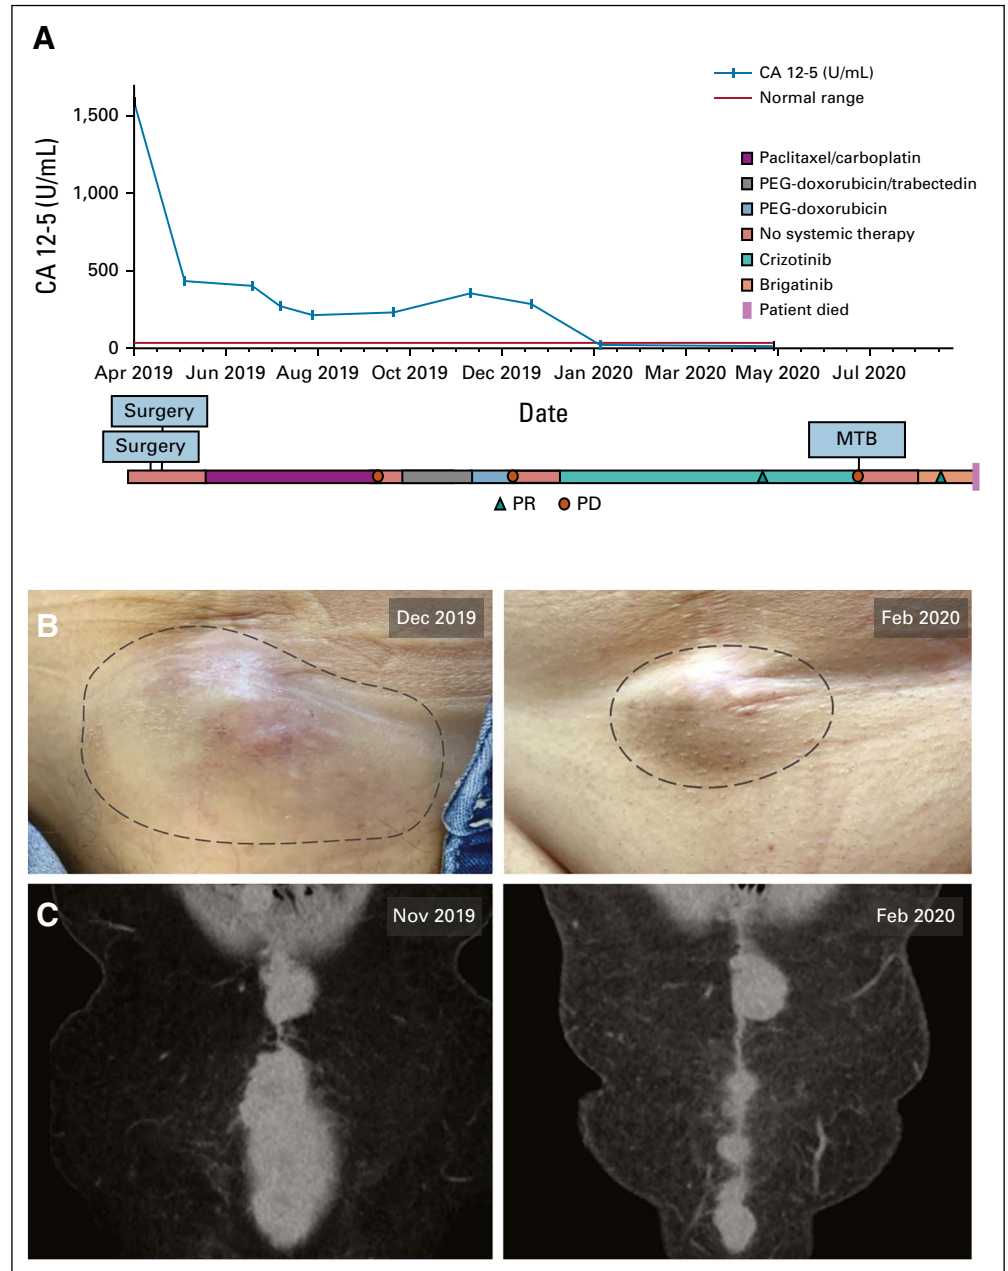 A
CA 12-5 (U/mL)
Normal range
1,500
1,000
500
0
CA 12-5 (U/mL)
Paclitaxel/carboplatin
PEG-doxorubicin/trabectedin
PEG-doxorubicin
No systemic therapy
Crizotinib
Brigatinib
Patient died
Apr 2019 Jun 2019 Aug 2019 Oct 2019 Dec 2019 Jan 2020 Mar 2020 May 2020 Jul 2020
Date
Surgery
Surgery
MTB
PR PD
B
Dec 2019
Feb 2020
C
Nov 2019
Feb 2020